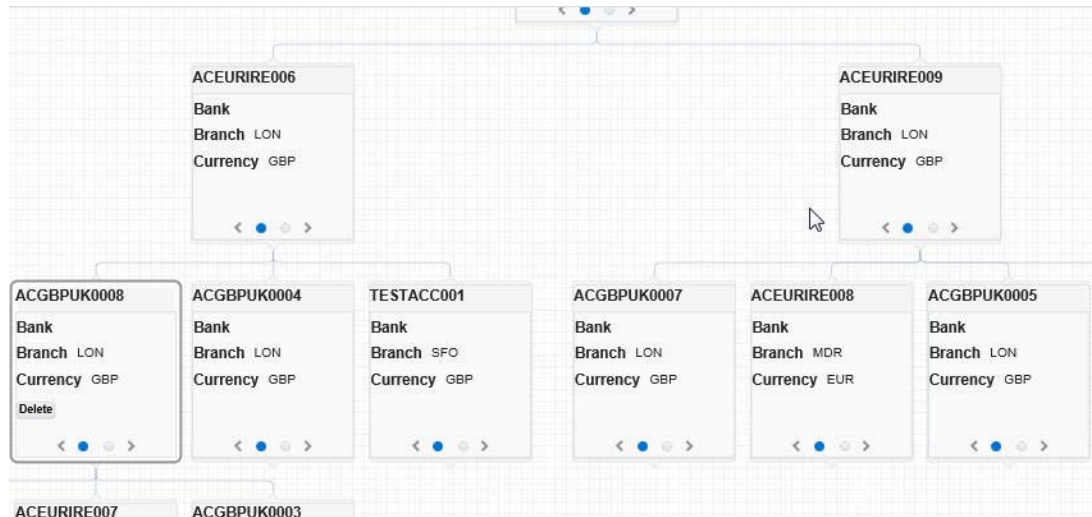 ACEURIRE006
Bank
Branch LON
Currency GBP
ACEURIRE009
Bank
Branch LON
Currency GBP
ACGBPUK0008
Bank
Branch LON
Currency GBP
Delete
ACGBPUK0004
Bank
Branch LON
Currency GBP
TESTACC001
Bank
Branch SFO
Currency GBP
ACGBPUK0007
Bank
Branch LON
Currency GBP
ACEURIRE008
Bank
Branch MDR
Currency EUR
ACGBPUK0005
Bank
Branch LON
Currency GBP
ACEURIRE007
ACGBPUK0003